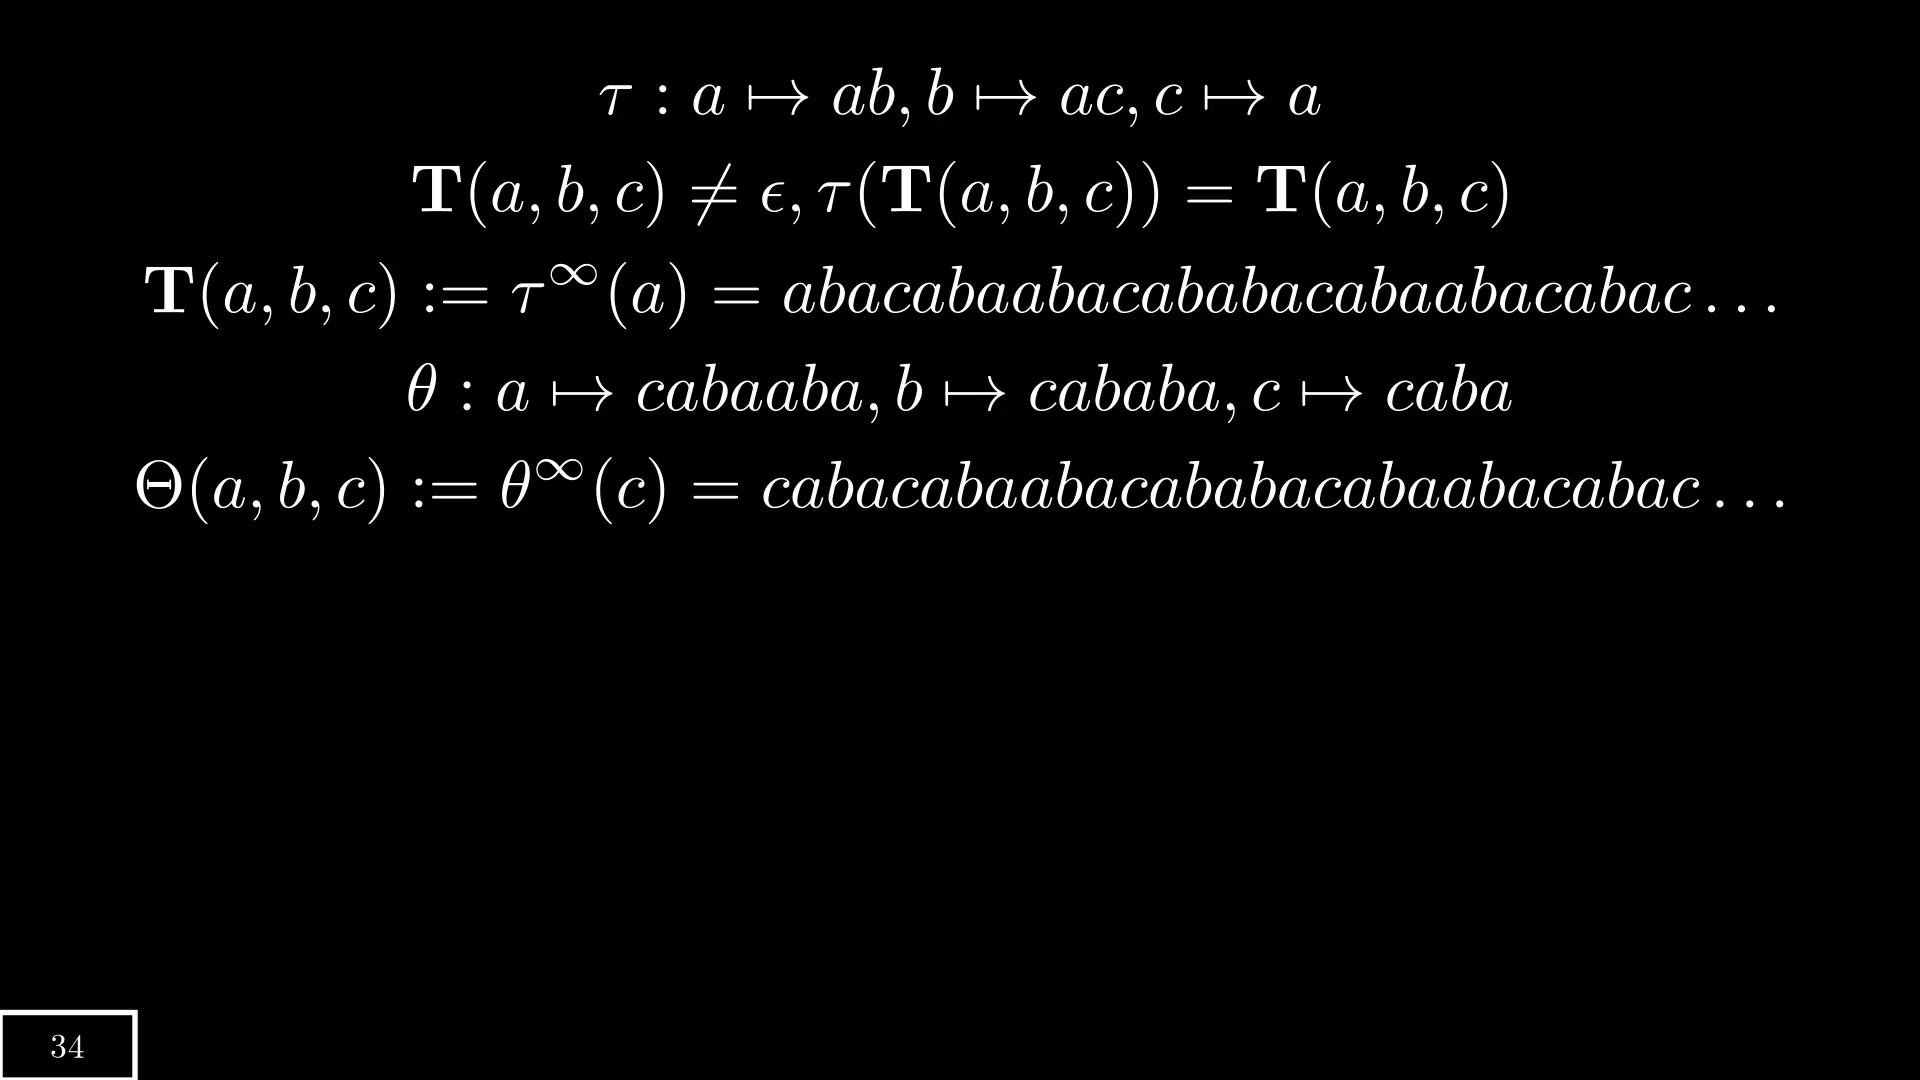 τ : a ↦ ab, b ↦ ac, c ↦ a
𝐓(a, b, c) ≠ ϵ, τ(𝐓(a, b, c)) = 𝐓(a, b, c)
𝐓(a, b, c) := τ^∞(a) = abacabaabacababacabaabacabac . . .
θ : a ↦ cabaaba, b ↦ cababa, c ↦ caba
Θ(a, b, c) := θ^∞(c) = cabacabaabacababacabaabacabac . . .
34